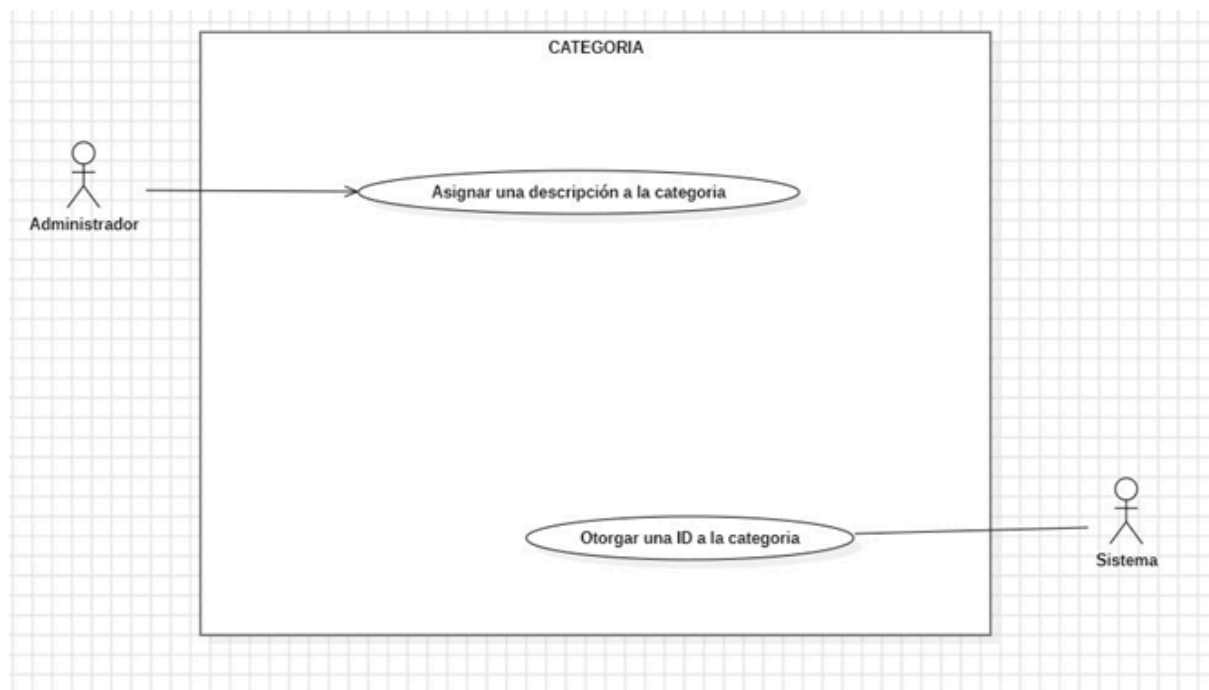 CATEGORIA
Asignar una descripción a la categoria
Administrador
Otorgar una ID a la categoria
Sistema